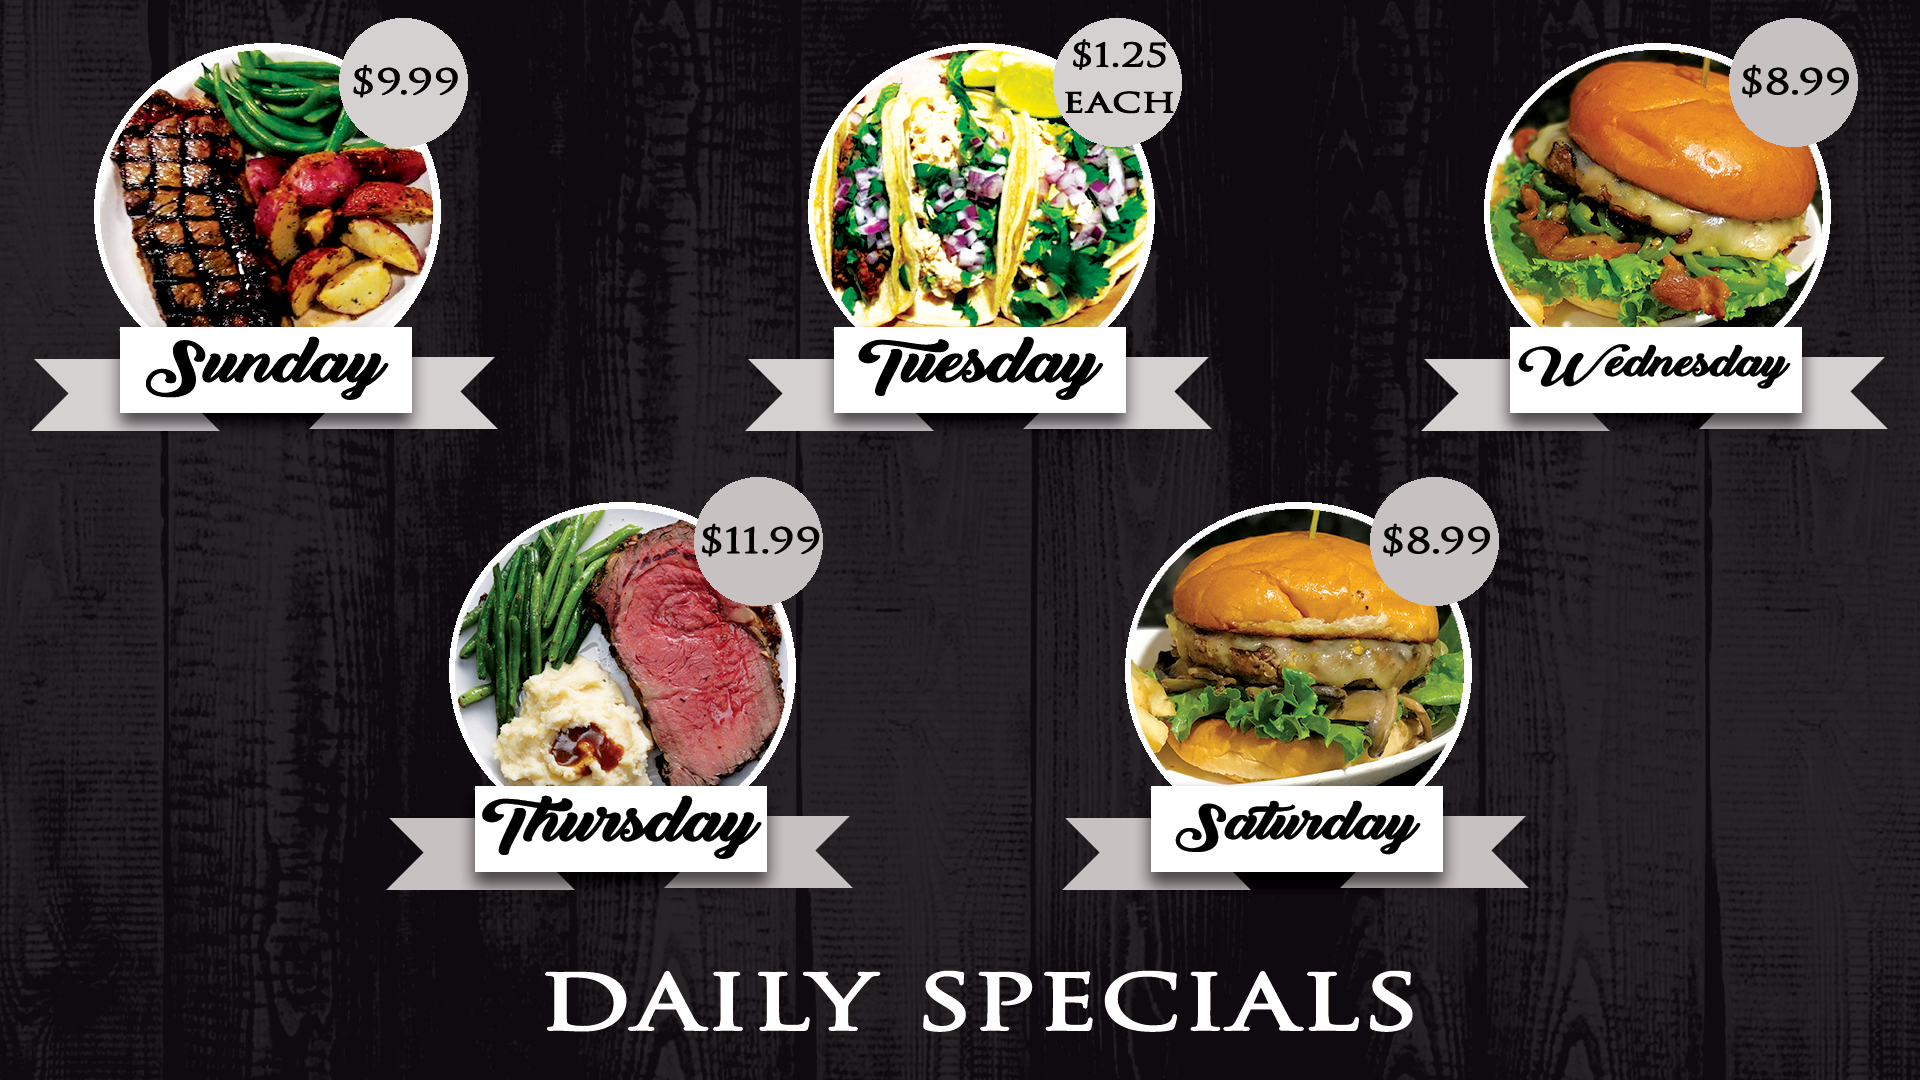 $9.99
Sunday
$1.25
EACH
Tuesday
$8.99
Wednesday
$11.99
Thursday
$8.99
Saturday
DAILY SPECIALS